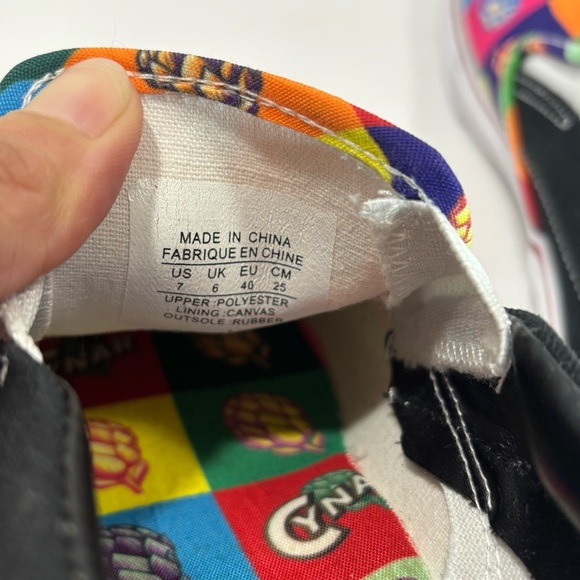 MADE IN CHINA
FABRIQUE EN CHINE
US UK EU CM
7 6 40 25
UPPER :POLYESTER
LINING :CANVAS
OUTSOLE :RUBBER
YNAR
CYNAR